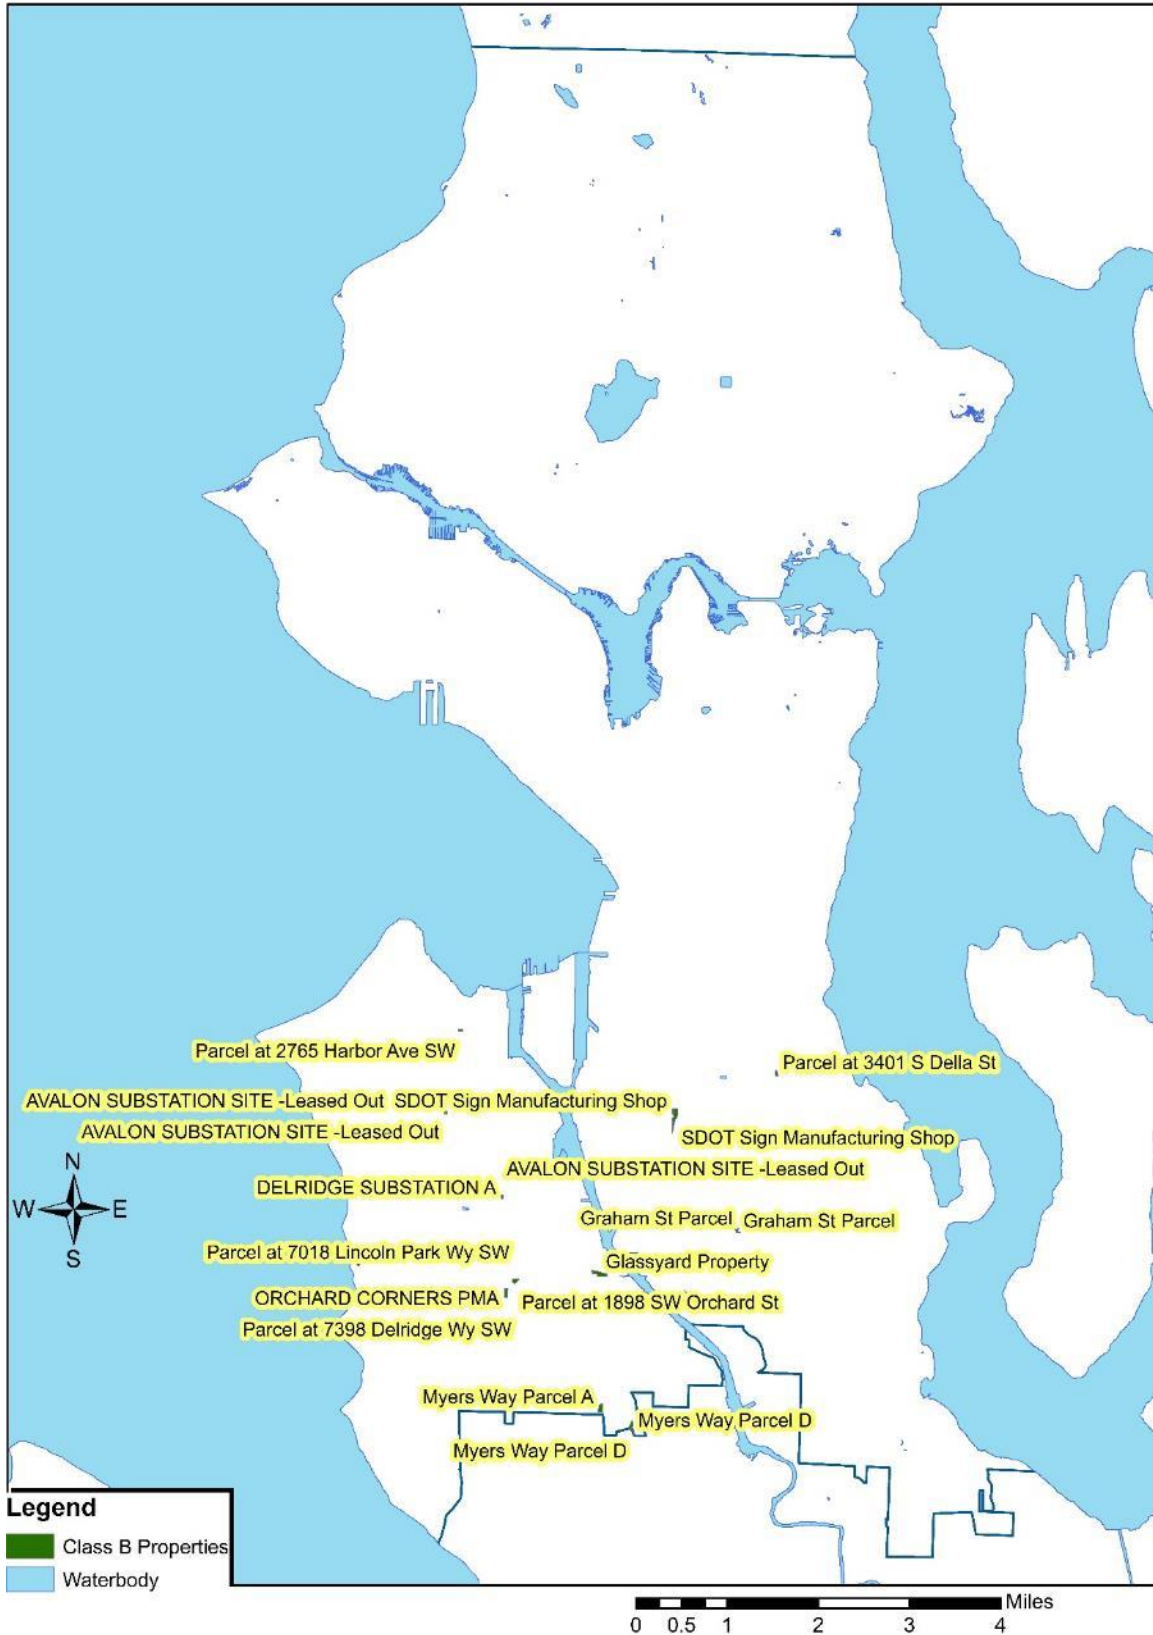 Parcel at 2765 Harbor Ave SW
Parcel at 3401 S Della St
AVALON SUBSTATION SITE -Leased Out SDOT Sign Manufacturing Shop
AVALON SUBSTATION SITE -Leased Out
SDOT Sign Manufacturing Shop
AVALON SUBSTATION SITE -Leased Out
DELRIDGE SUBSTATION A
N
W E
S
Graham St Parcel Graham St Parcel
Parcel at 7018 Lincoln Park Wy SW
Glassyard Property
ORCHARD CORNERS PMA
Parcel at 1898 SW Orchard St
Parcel at 7398 Delridge Wy SW
Myers Way Parcel A
Myers Way Parcel D
Myers Way Parcel D
Legend
Class B Properties
Waterbody
Miles
0 0.5 1 2 3 4